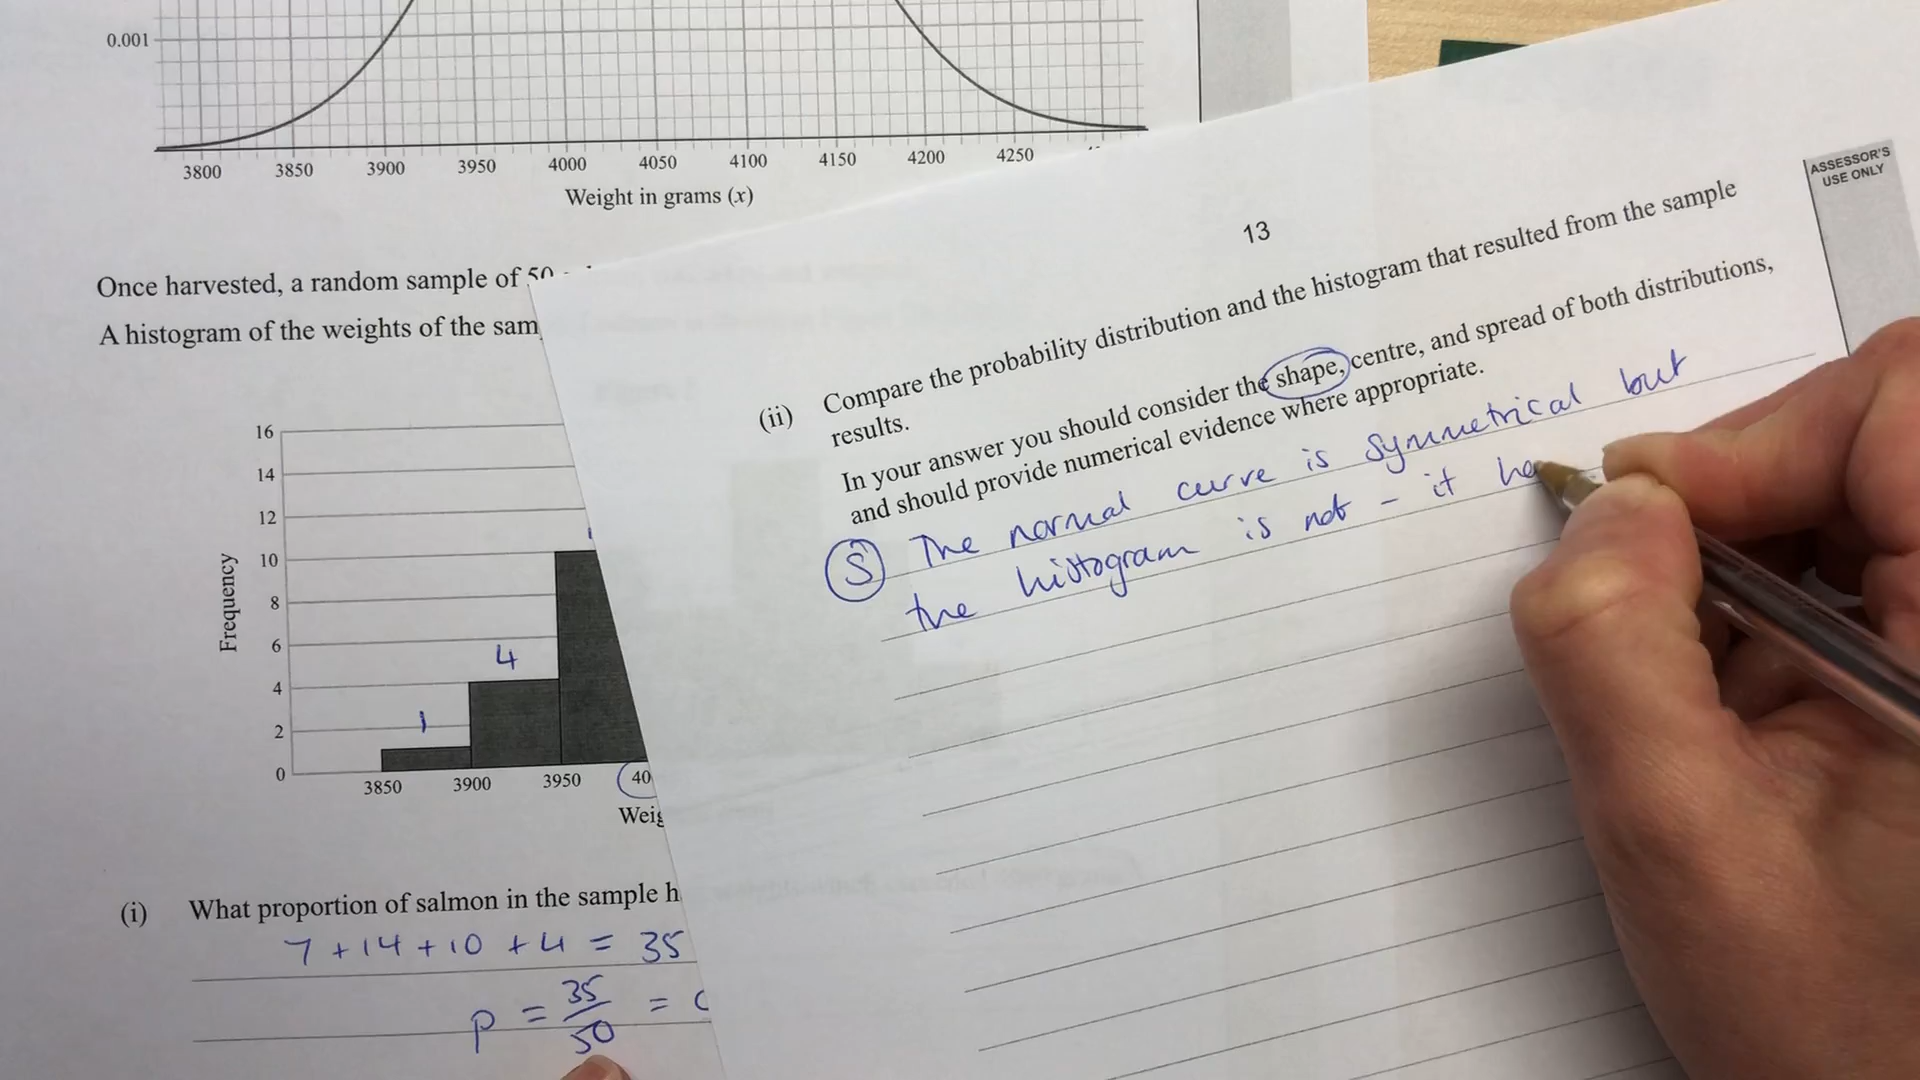 0.001
3800 3850 3900 3950 4000 4050 4100 4150 4200 4250
Weight in grams (x)
Once harvested, a random sample of 50
A histogram of the weights of the sam
16
14
12
10
8
6
4
2
0
Frequency
1
4
3850 3900 3950 40
Weig
(i) What proportion of salmon in the sample h
7 + 14 + 10 + 4 = 35
p = 35/50 =
13
ASSESSOR'S
USE ONLY
(ii) Compare the probability distribution and the histogram that resulted from the sample
results.
In your answer you should consider the shape, centre, and spread of both distributions,
and should provide numerical evidence where appropriate.
S The normal curve is symmetrical but
the histogram is not - it ha